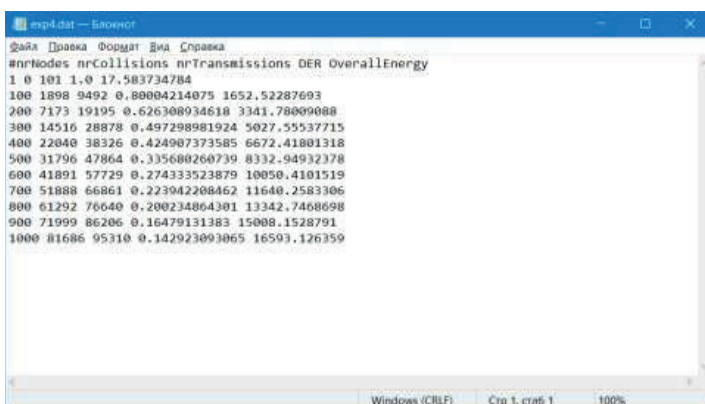 exp4.dat — Блокнот
Файл Правка Формат Вид Справка
#nrNodes nrCollisions nrTransmissions DER OverallEnergy
1 0 101 1.0 17.583734784
100 1898 9492 0.80004214075 1652.52287693
200 7173 19195 0.626308934618 3341.78009088
300 14516 28878 0.497298981924 5027.55537715
400 22040 38326 0.424907373585 6672.41801318
500 31796 47864 0.335680260739 8332.94932378
600 41891 57729 0.274333523879 10050.4101519
700 51888 66861 0.223942208462 11640.2583306
800 61292 76640 0.200234864301 13342.7468698
900 71999 86206 0.16479131383 15008.1528791
1000 81686 95310 0.142923093065 16593.126359
Windows (CRLF) Стр 1, стлб 1 100%